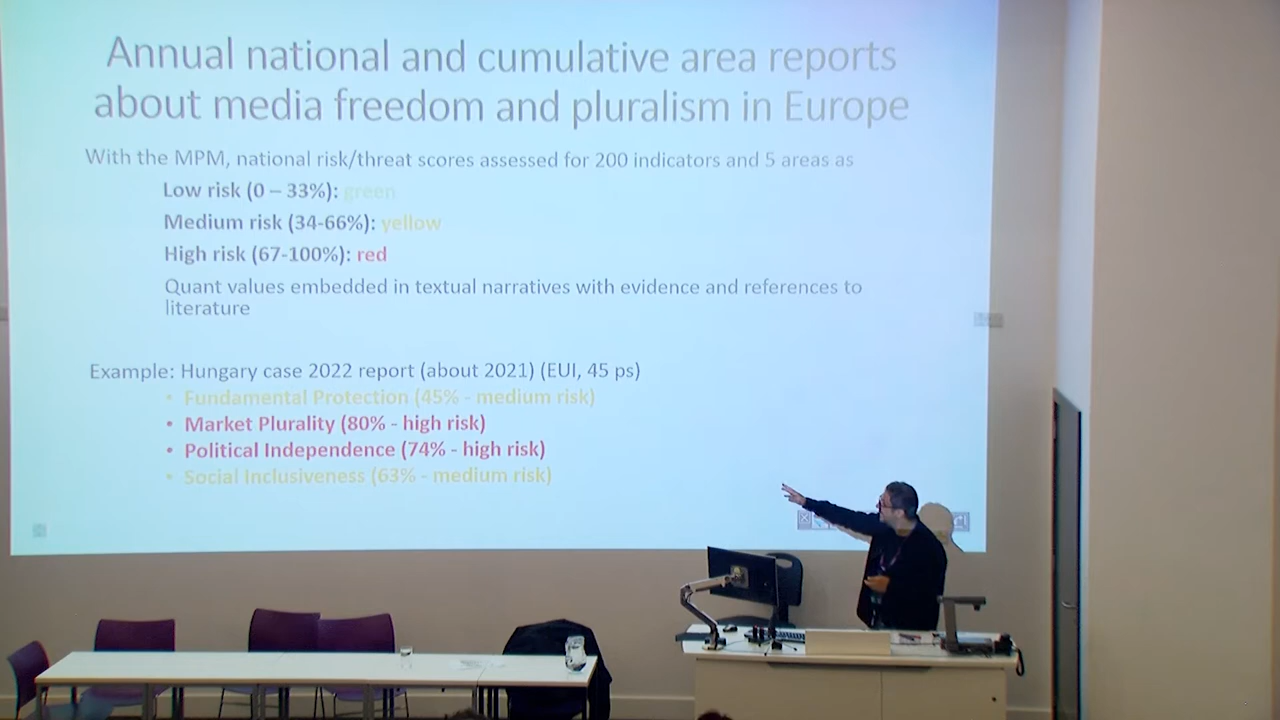 Annual national and cumulative area reports
about media freedom and pluralism in Europe
With the MPM, national risk/threat scores assessed for 200 indicators and 5 areas as
Low risk (0 – 33%): green
Medium risk (34-66%): yellow
High risk (67-100%): red
Quant values embedded in textual narratives with evidence and references to
literature
Example: Hungary case 2022 report (about 2021) (EUI, 45 ps)
• Fundamental Protection (45% - medium risk)
• Market Plurality (80% - high risk)
• Political Independence (74% - high risk)
• Social Inclusiveness (63% - medium risk)